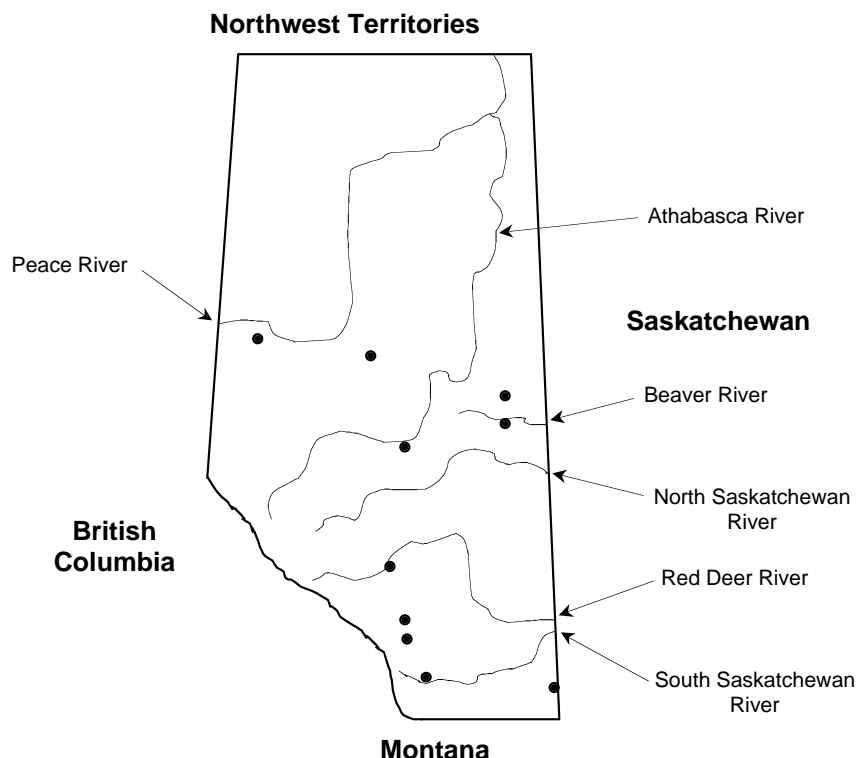 Northwest Territories
Athabasca River
Peace River
Saskatchewan
Beaver River
North Saskatchewan
River
British
Columbia
Red Deer River
South Saskatchewan
River
Montana